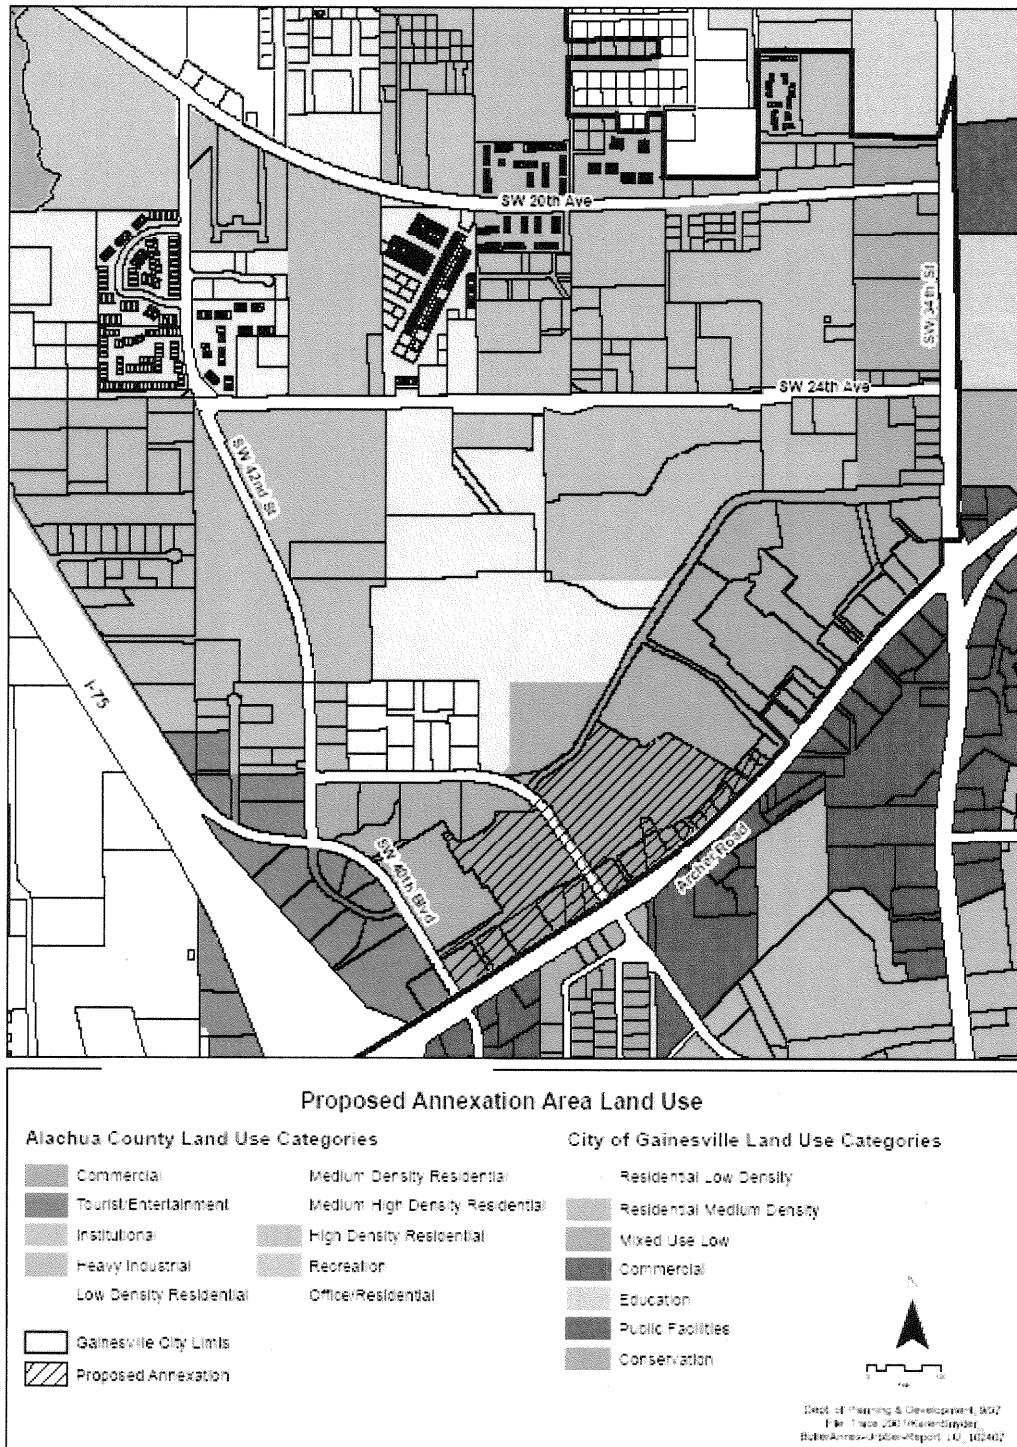 SW 20th Ave
SW 34th St
SW 24th Ave
SW 42nd St
I-75
SW 40th Blvd
Archer Road
Proposed Annexation Area Land Use
Alachua County Land Use Categories
Commercial
Tourist/Entertainment
Institutional
Heavy Industrial
Low Density Residential
Medium Density Residential
Medium High Density Residential
High Density Residential
Recreation
Office/Residential
Gainesville City Limits
Proposed Annexation
City of Gainesville Land Use Categories
Residential Low Density
Residential Medium Density
Mixed Use Low
Commercial
Education
Public Facilities
Conservation
N
Dept. of Planning & Development, 9/07